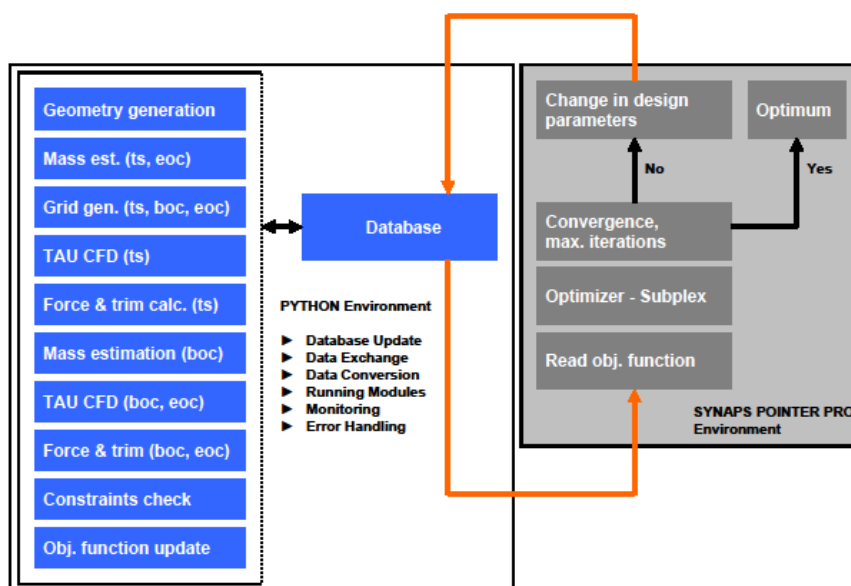 Geometry generation
Mass est. (ts, eoc)
Grid gen. (ts, boc, eoc)
TAU CFD (ts)
Force & trim calc. (ts)
Mass estimation (boc)
TAU CFD (boc, eoc)
Force & trim (boc, eoc)
Constraints check
Obj. function update
Database
PYTHON Environment
► Database Update
► Data Exchange
► Data Conversion
► Running Modules
► Monitoring
► Error Handling
Change in design
parameters
Optimum
No
Yes
Convergence,
max. iterations
Optimizer - Subplex
Read obj. function
SYNAPS POINTER PRO
Environment